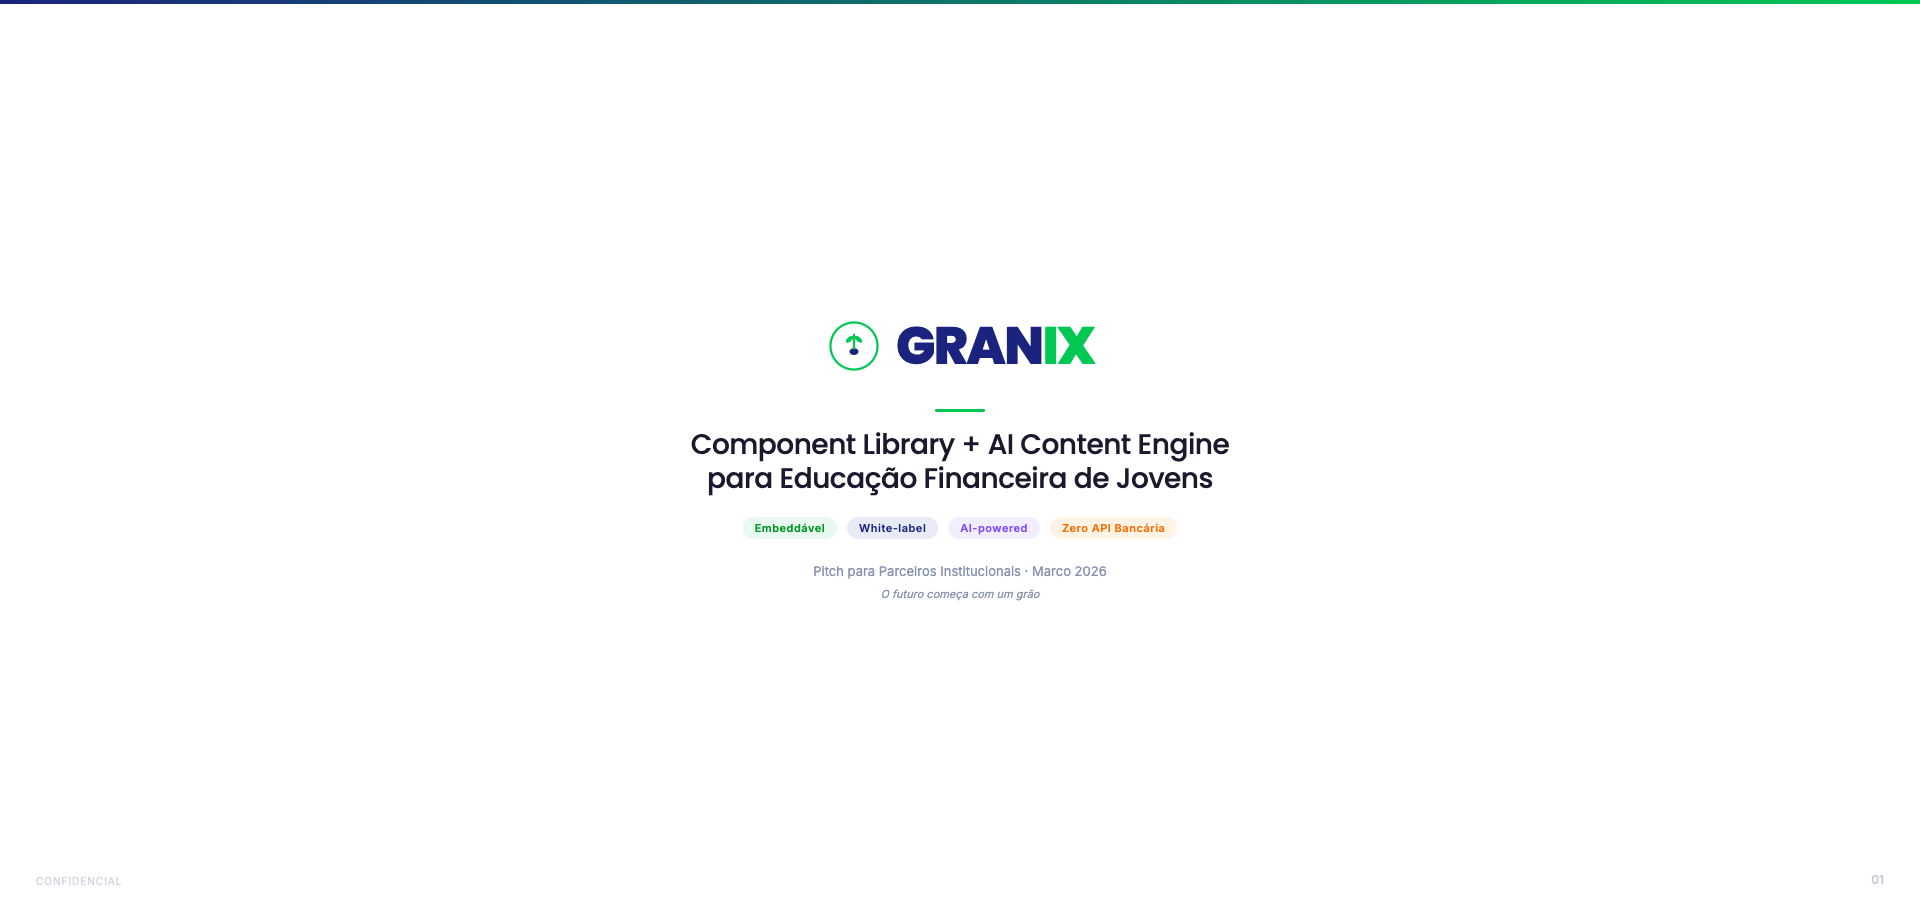 GRANIX
Component Library + AI Content Engine
para Educação Financeira de Jovens
Embeddável White-label AI-powered Zero API Bancária
Pitch para Parceiros Institucionais · Marco 2026
O futuro começa com um grão
CONFIDENCIAL 01